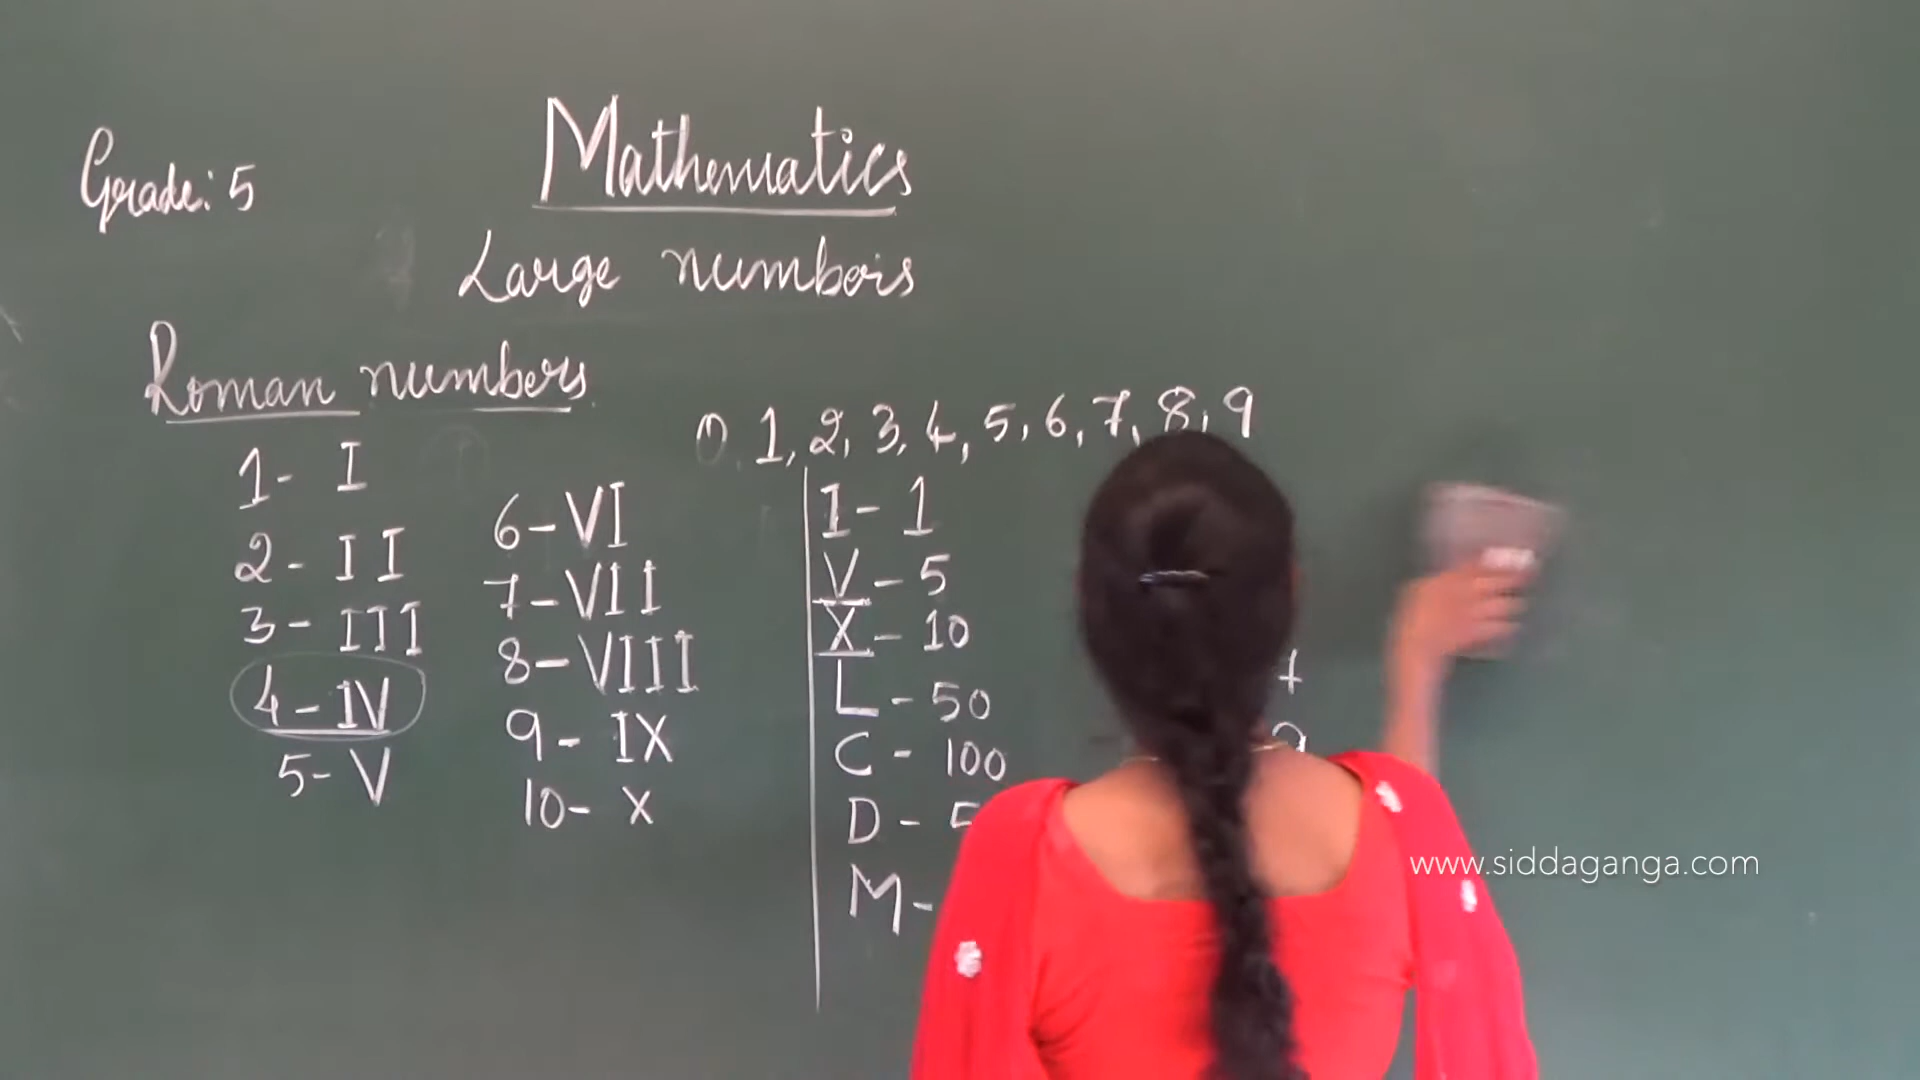 Grade: 5
Mathematics
Large numbers
Roman numbers
1- I
2- II
3- III
4- IV
5- V
6- VI
7- VII
8- VIII
9- IX
10- X
0, 1, 2, 3, 4, 5, 6, 7, 8, 9
I- 1
V- 5
X- 10
L- 50
C- 100
D- 5
M-
www.siddaganga.com